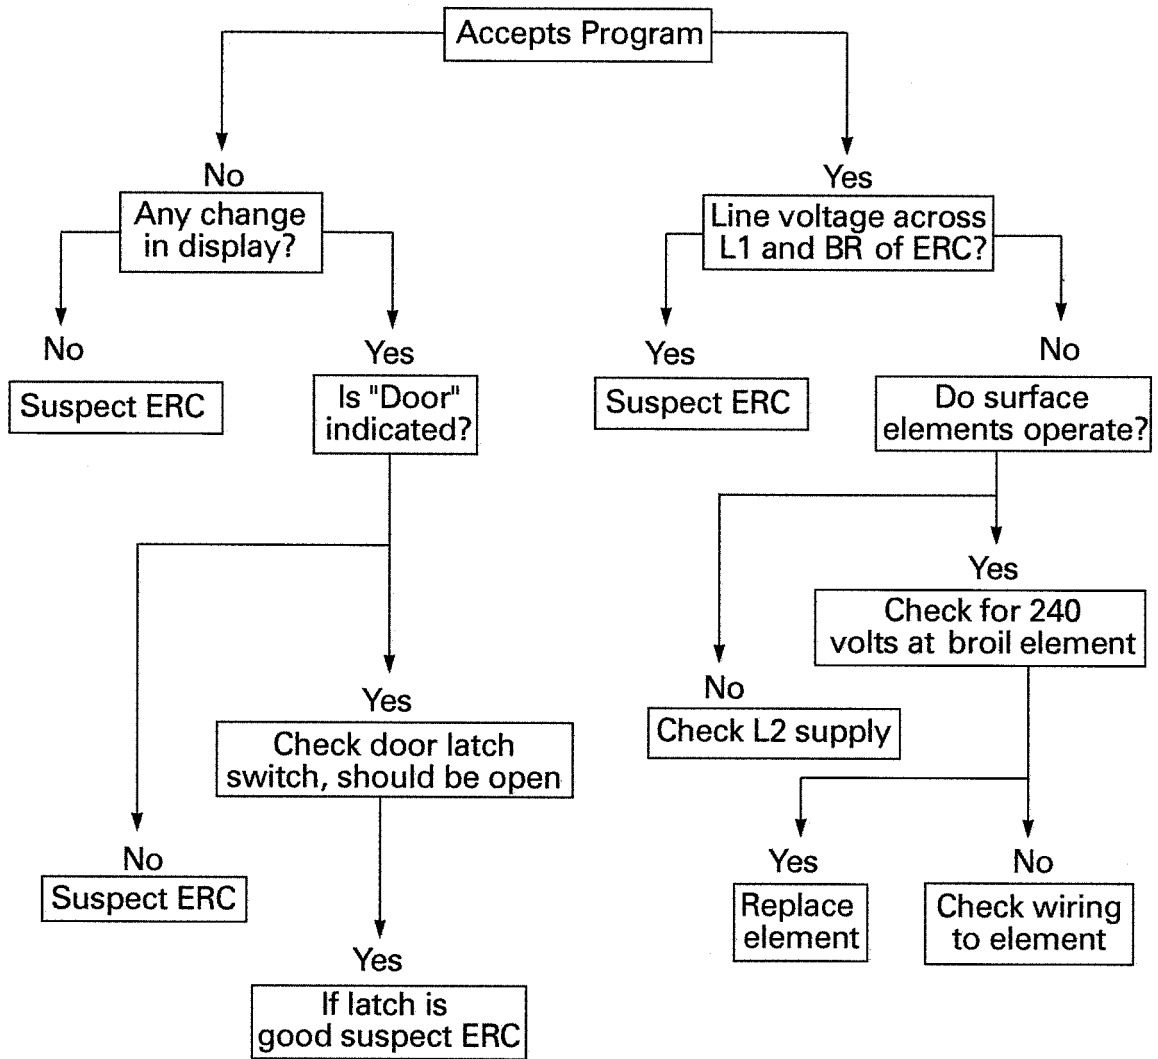 Accepts Program
No
Any change
in display?
No
Suspect ERC
Yes
Is "Door"
indicated?
No
Suspect ERC
Yes
Check door latch
switch, should be open
Yes
If latch is
good suspect ERC
Yes
Line voltage across
L1 and BR of ERC?
Yes
Suspect ERC
No
Do surface
elements operate?
No
Check L2 supply
Yes
Check for 240
volts at broil element
Yes
Replace
element
No
Check wiring
to element